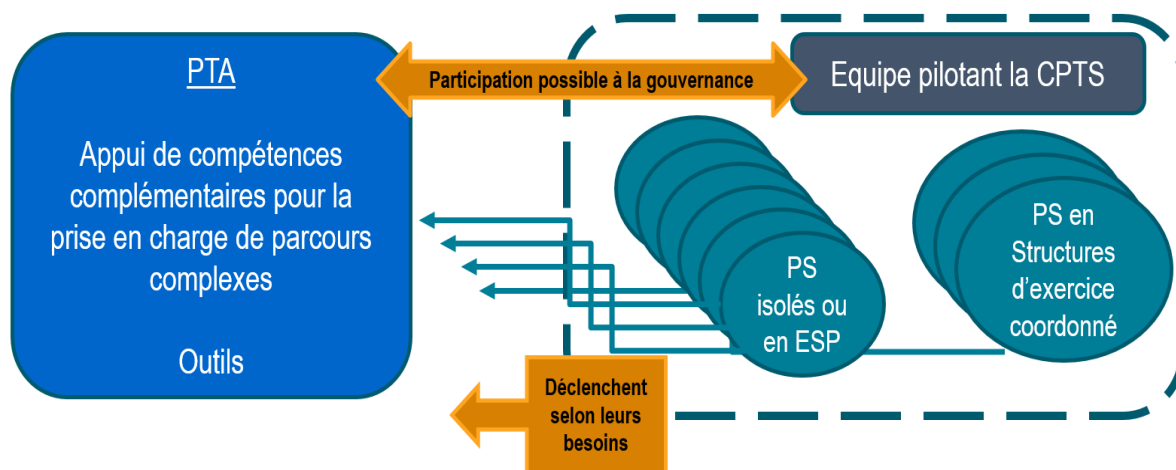 PTA
Appui de compétences
complémentaires pour la
prise en charge de parcours
complexes
Outils
Participation possible à la gouvernance
Equipe pilotant la CPTS
PS
isolés ou
en ESP
PS en
Structures
d'exercice
coordonné
Déclenchent
selon leurs
besoins